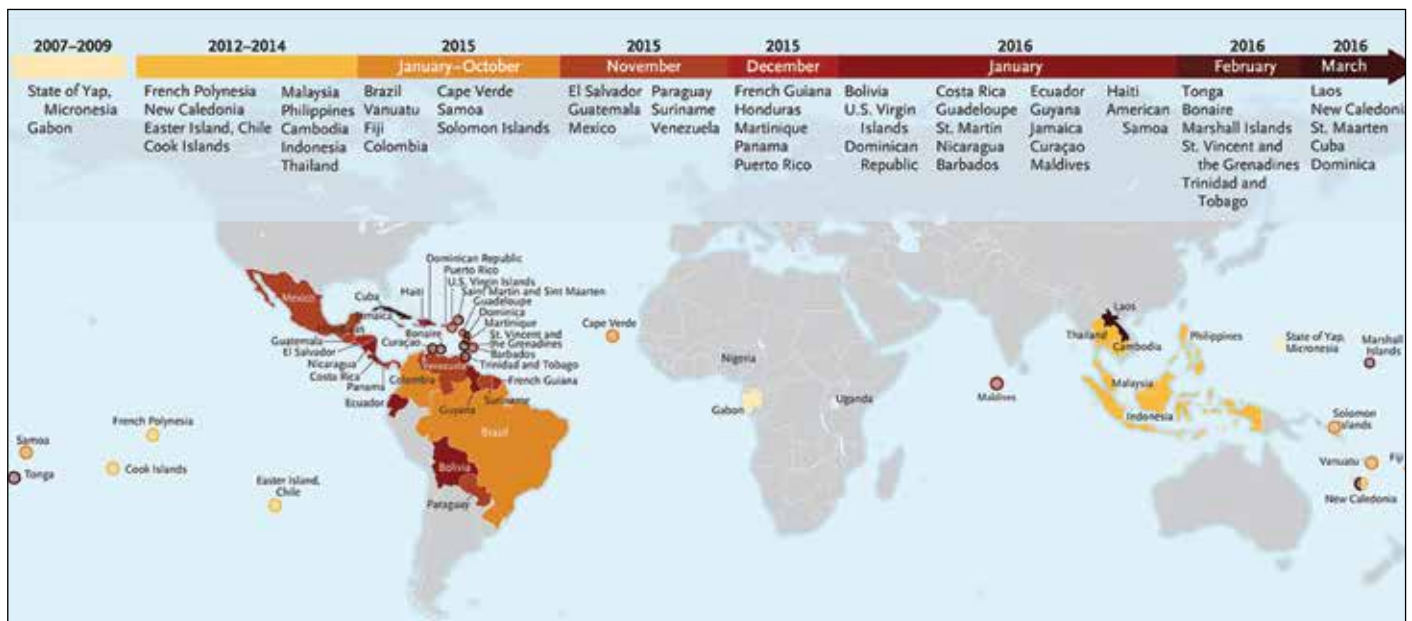 2007–2009
2012–2014
2015
2015
2015
2016
2016
2016
January–October
November
December
January
February
March
State of Yap,
Micronesia
Gabon
French Polynesia
New Caledonia
Easter Island, Chile
Cook Islands
Malaysia
Philippines
Cambodia
Indonesia
Thailand
Brazil
Vanuatu
Fiji
Colombia
Cape Verde
Samoa
Solomon Islands
El Salvador
Guatemala
Mexico
Paraguay
Suriname
Venezuela
French Guiana
Honduras
Martinique
Panama
Puerto Rico
Bolivia
U.S. Virgin
Islands
Dominican
Republic
Costa Rica
Guadeloupe
St. Martin
Nicaragua
Barbados
Ecuador
Guyana
Jamaica
Curaçao
Maldives
Haiti
American
Samoa
Tonga
Bonaire
Marshall Islands
St. Vincent and
the Grenadines
Trinidad and
Tobago
Laos
New Caledoni
St. Maarten
Cuba
Dominica
Dominican Republic
Puerto Rico
U.S. Virgin Islands
Saint Martin and Sint Maarten
Guadeloupe
Dominica
Martinique
St. Vincent and
the Grenadines
Barbados
Trinidad and Tobago
Mexico
Cuba
Haiti
Jamaica
Bonaire
Curaçao
Guatemala
El Salvador
Nicaragua
Costa Rica
Panama
Colombia
Venezuela
French Guiana
Suriname
Guyana
Ecuador
Brazil
Bolivia
Paraguay
Cape Verde
Nigeria
Gabon
Uganda
Maldives
Laos
Thailand
Cambodia
Philippines
Malaysia
Indonesia
State of Yap,
Micronesia
Marshall
Islands
Solomon
Islands
Vanuatu
Fij
New Caledonia
Samoa
Tonga
French Polynesia
Cook Islands
Easter Island,
Chile